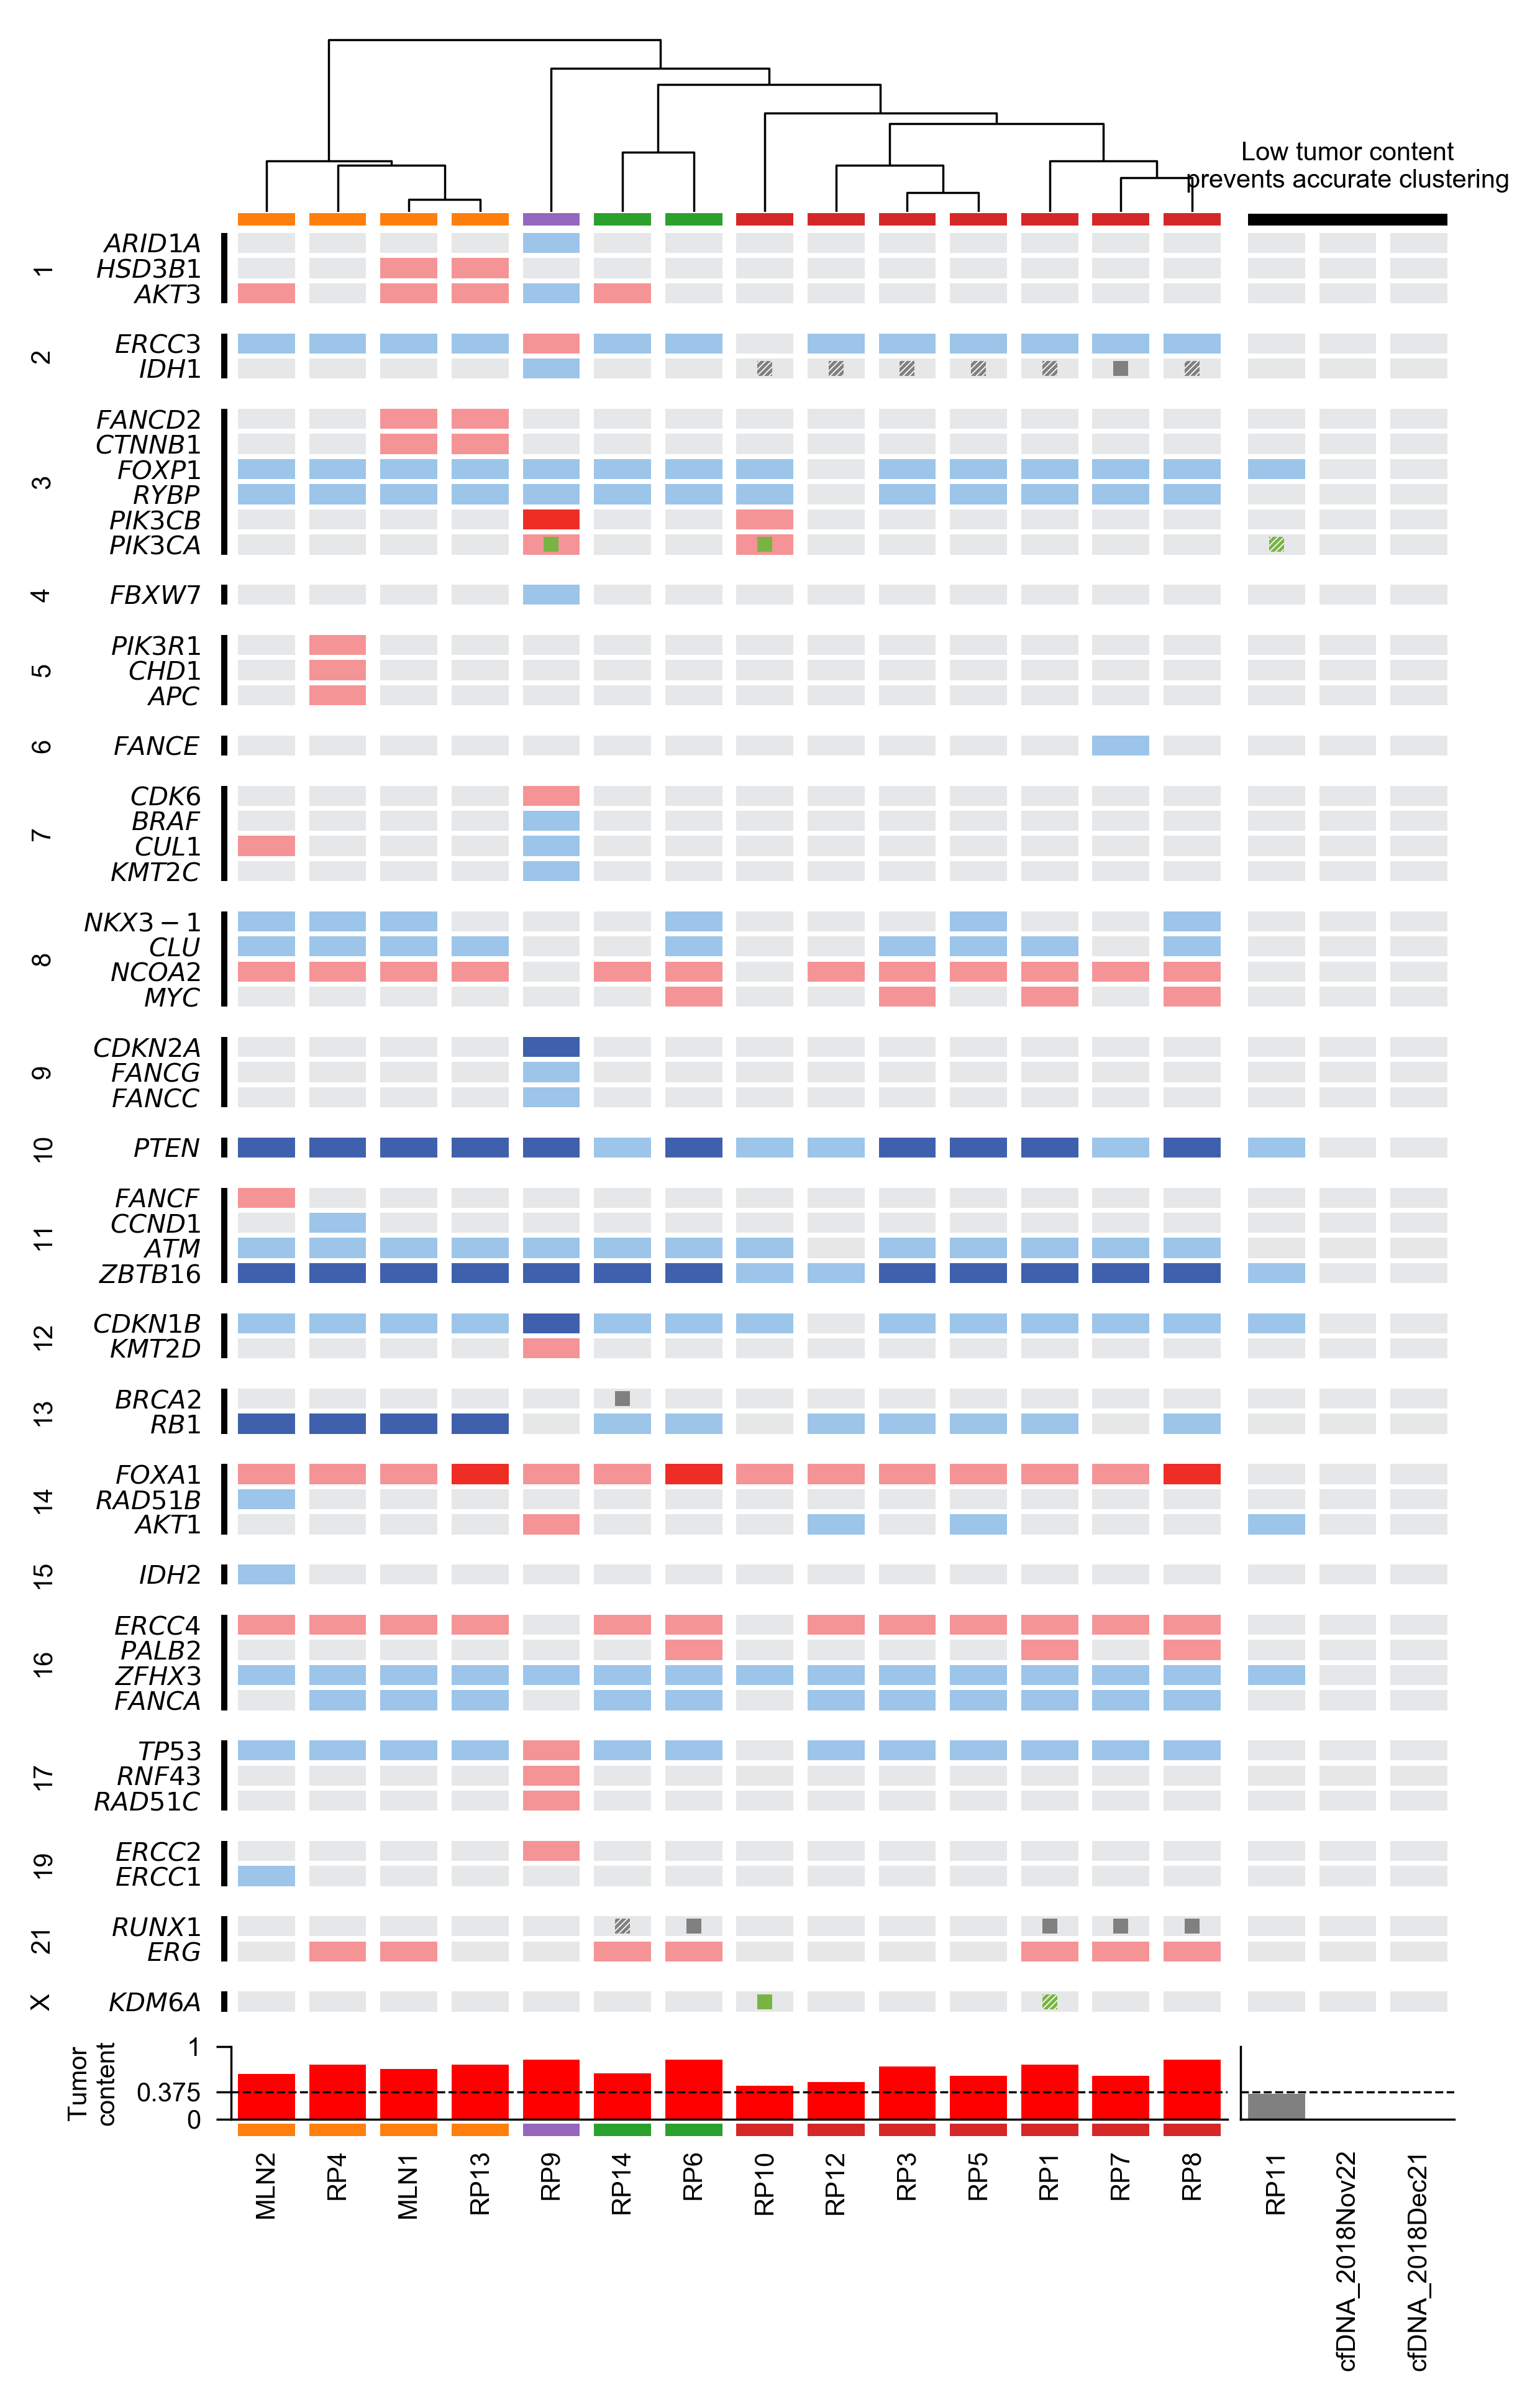 Low tumor content
prevents accurate clustering
1
ARID1A
HSD3B1
AKT3
2
ERCC3
IDH1
3
FANCD2
CTNNB1
FOXP1
RYBP
PIK3CB
PIK3CA
4
FBXW7
5
PIK3R1
CHD1
APC
6
FANCE
7
CDK6
BRAF
CUL1
KMT2C
8
NKX3 − 1
CLU
NCOA2
MYC
9
CDKN2A
FANCG
FANCC
10
PTEN
11
FANCF
CCND1
ATM
ZBTB16
12
CDKN1B
KMT2D
13
BRCA2
RB1
14
FOXA1
RAD51B
AKT1
15
IDH2
16
ERCC4
PALB2
ZFHX3
FANCA
17
TP53
RNF43
RAD51C
19
ERCC2
ERCC1
21
RUNX1
ERG
X
KDM6A
Tumor
content
1
0.375
0
MLN2
RP4
MLN1
RP13
RP9
RP14
RP6
RP10
RP12
RP3
RP5
RP1
RP7
RP8
RP11
cfDNA_2018Nov22
cfDNA_2018Dec21